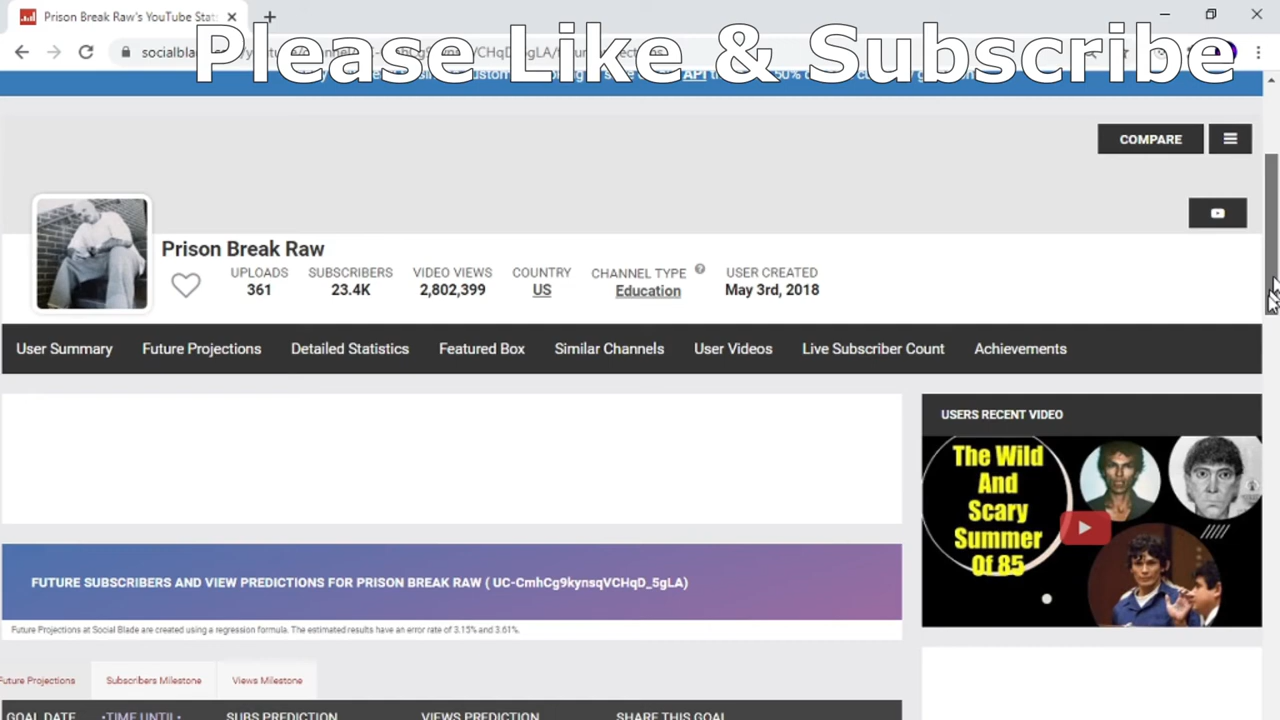 Prison Break Raw's YouTube Stat
Please Like & Subscribe
COMPARE
Prison Break Raw
UPLOADS
361
SUBSCRIBERS
23.4K
VIDEO VIEWS
2,802,399
COUNTRY
US
CHANNEL TYPE
Education
USER CREATED
May 3rd, 2018
User Summary
Future Projections
Detailed Statistics
Featured Box
Similar Channels
User Videos
Live Subscriber Count
Achievements
USERS RECENT VIDEO
The Wild
And
Scary
Summer
Of 85
FUTURE SUBSCRIBERS AND VIEW PREDICTIONS FOR PRISON BREAK RAW ( UC-CmhCg9kynsqVCHqD_5gLA)
Future Projections at Social Blade are created using a regression formula. The estimated results have an error rate of 3.15% and 3.61%.
Future Projections
Subscribers Milestone
Views Milestone
GOAL DATE
•TIME UNTIL•
SUBS PREDICTION
VIEWS PREDICTION
SHARE THIS GOAL